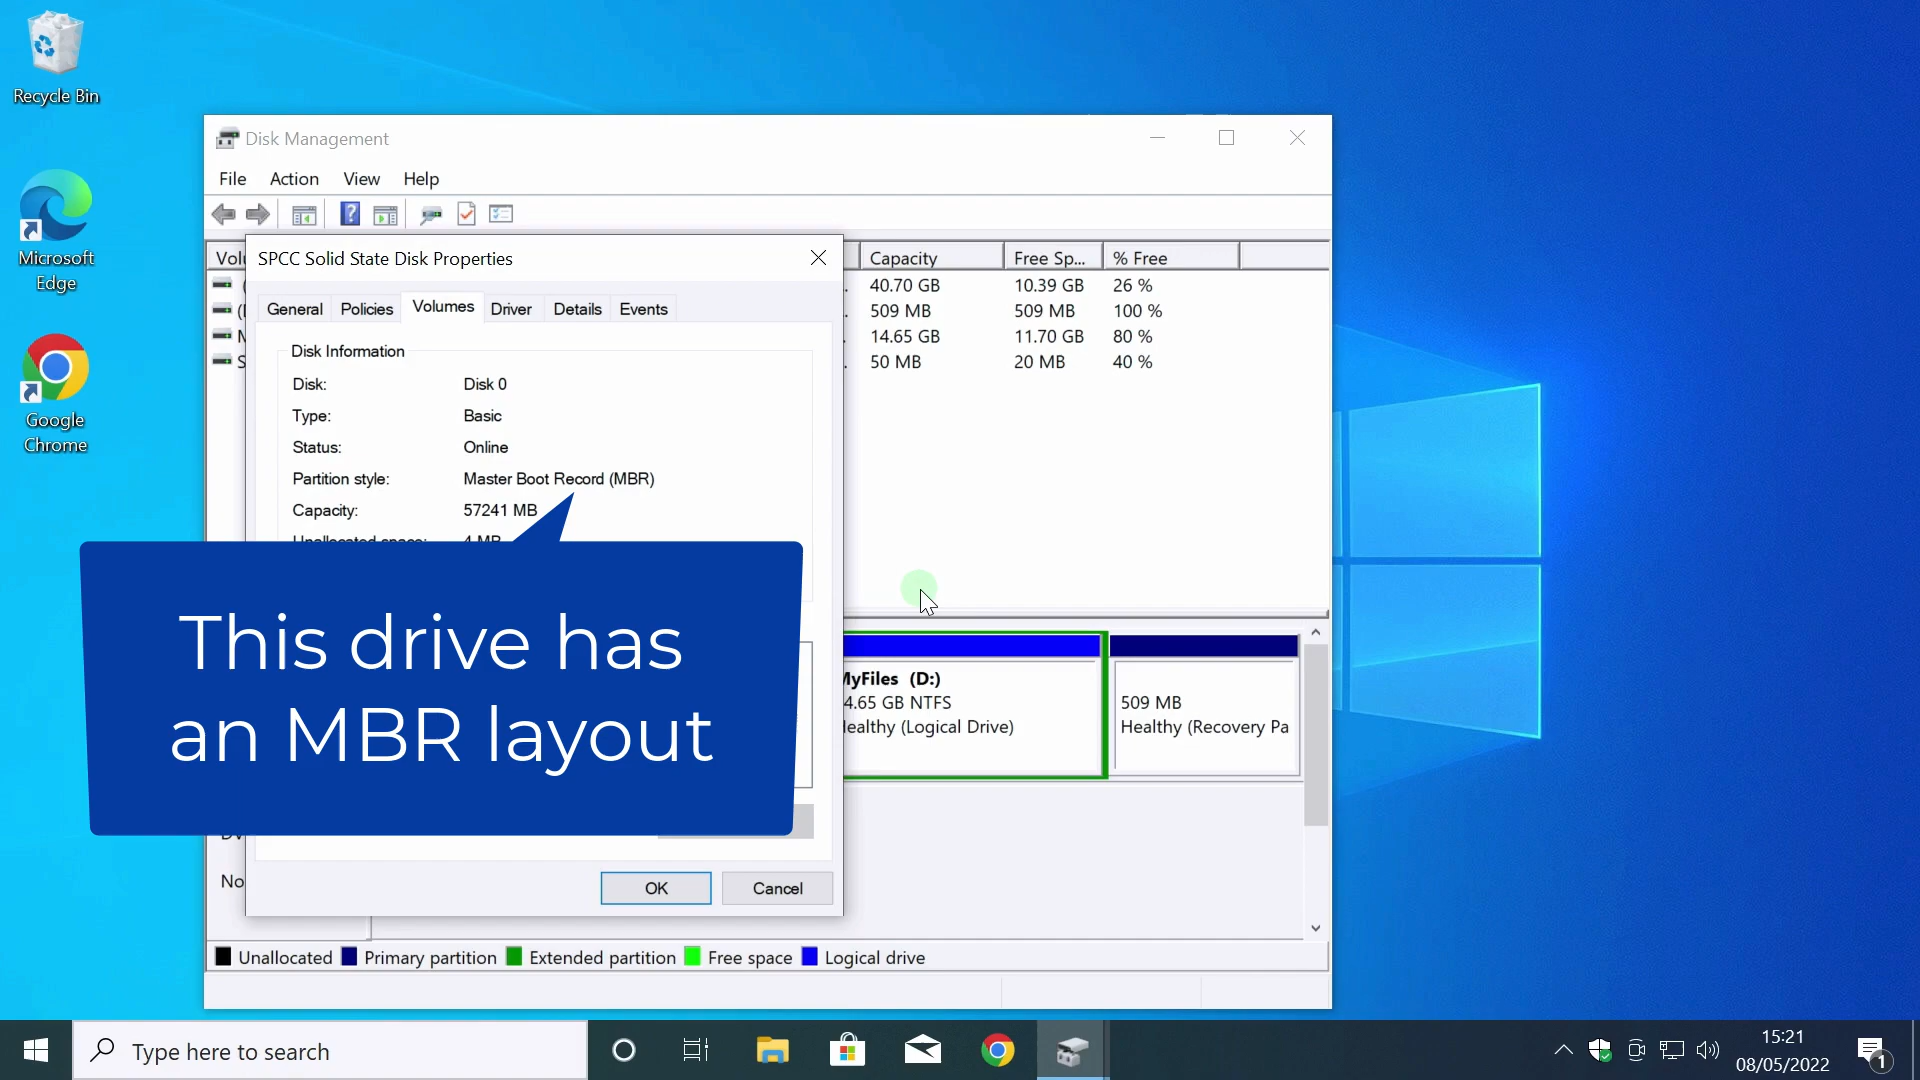 Recycle Bin
Microsoft
Edge
Google
Chrome
Disk Management
File Action View Help
SPCC Solid State Disk Properties
Capacity Free Sp... % Free
40.70 GB 10.39 GB 26 %
509 MB 509 MB 100 %
14.65 GB 11.70 GB 80 %
50 MB 20 MB 40 %
General Policies Volumes Driver Details Events
Disk Information
Disk: Disk 0
Type: Basic
Status: Online
Partition style: Master Boot Record (MBR)
Capacity: 57241 MB
Unallocated space: 4 MB
This drive has
an MBR layout
MyFiles (D:)
4.65 GB NTFS
ealthy (Logical Drive)
509 MB
Healthy (Recovery Pa
No
OK Cancel
Unallocated Primary partition Extended partition Free space Logical drive
Type here to search
15:21
08/05/2022
1